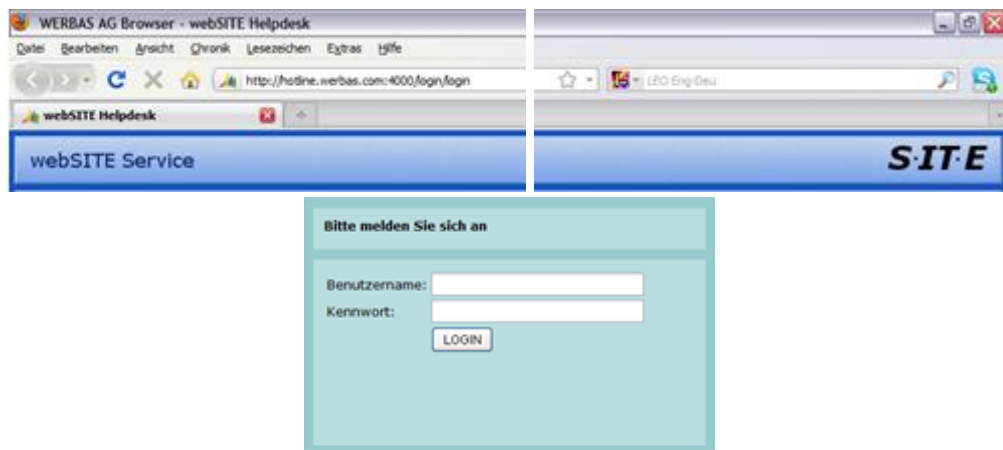 WERBAS AG Browser - webSITE Helpdesk
Datei Bearbeiten Ansicht Chronik Lesezeichen Extras Hilfe
http://hotline.werbas.com:4000/login/login LEO Eng-Deu
webSITE Helpdesk
webSITE Service S·IT·E
Bitte melden Sie sich an
Benutzername:
Kennwort:
LOGIN